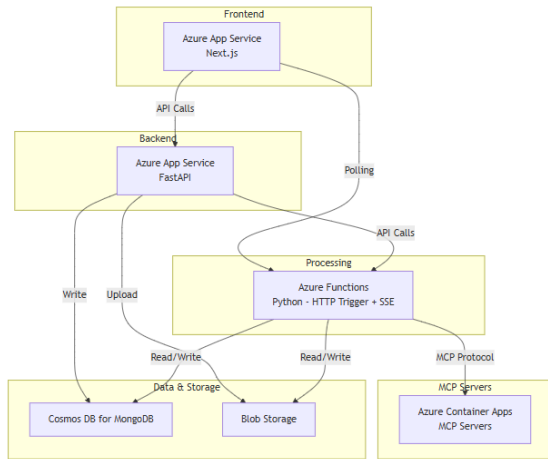 Frontend
Azure App Service
Next.js
API Calls
Backend
Azure App Service
FastAPI
Polling
API Calls
Processing
Azure Functions
Python - HTTP Trigger + SSE
Write
Upload
Read/Write
Read/Write
MCP Protocol
Data & Storage
Cosmos DB for MongoDB
Blob Storage
MCP Servers
Azure Container Apps
MCP Servers